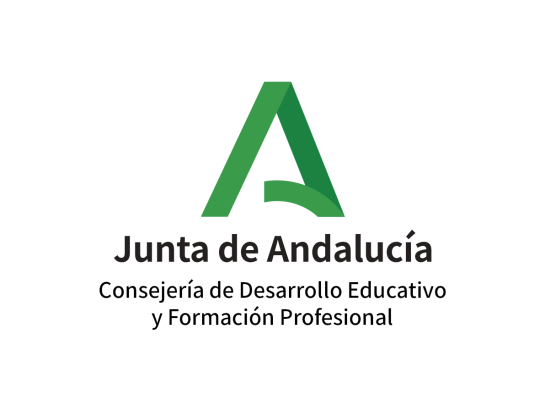 Junta de Andalucía
Consejería de Desarrollo Educativo
y Formación Profesional